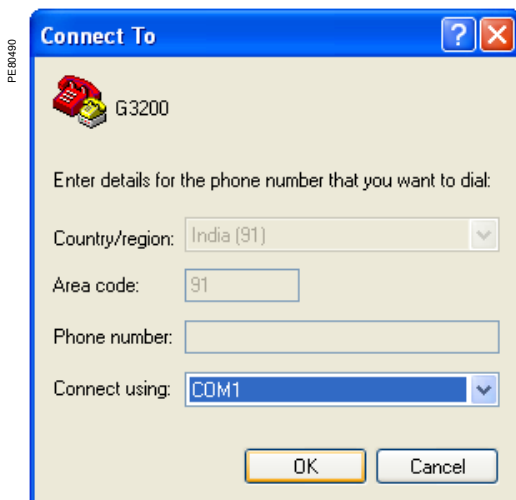 PE80490
Connect To
G3200
Enter details for the phone number that you want to dial:
Country/region: India (91)
Area code: 91
Phone number:
Connect using: COM1
OK Cancel